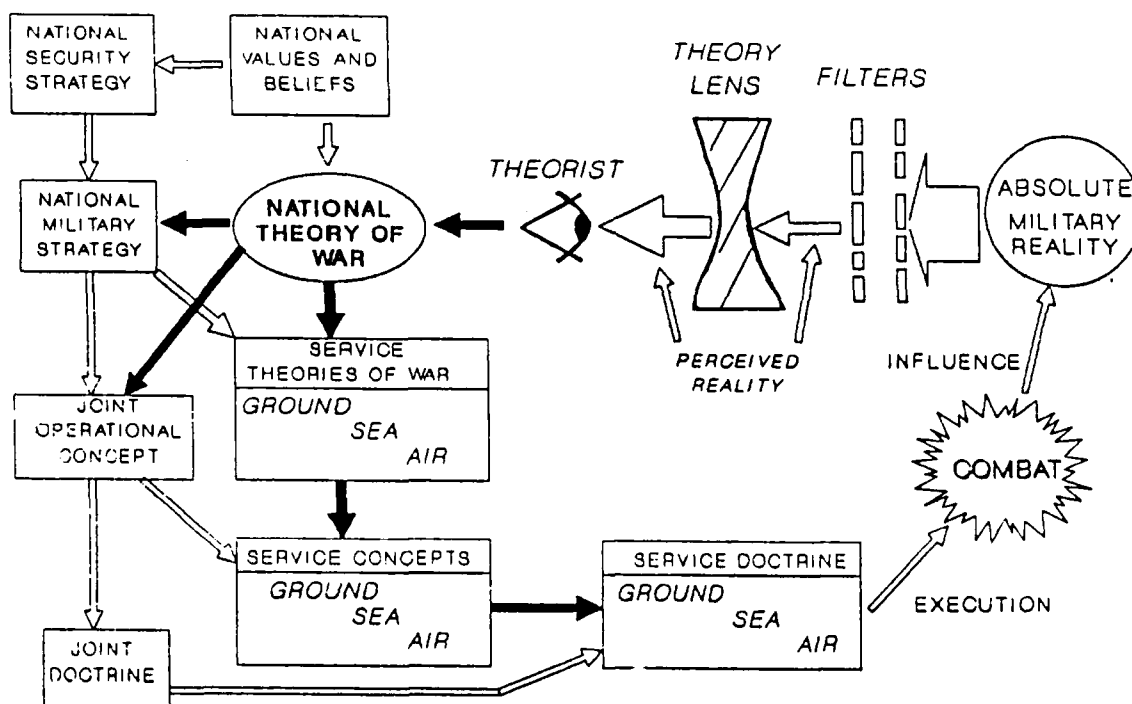 NATIONAL
SECURITY
STRATEGY
NATIONAL
VALUES AND
BELIEFS
THEORY
LENS
FILTERS
THEORIST
ABSOLUTE
MILITARY
REALITY
NATIONAL
MILITARY
STRATEGY
NATIONAL
THEORY OF
WAR
SERVICE
THEORIES OF WAR
GROUND
SEA
AIR
PERCEIVED
REALITY
INFLUENCE
JOINT
OPERATIONAL
CONCEPT
COMBAT
SERVICE CONCEPTS
GROUND
SEA
AIR
SERVICE DOCTRINE
GROUND
SEA
AIR
EXECUTION
JOINT
DOCTRINE